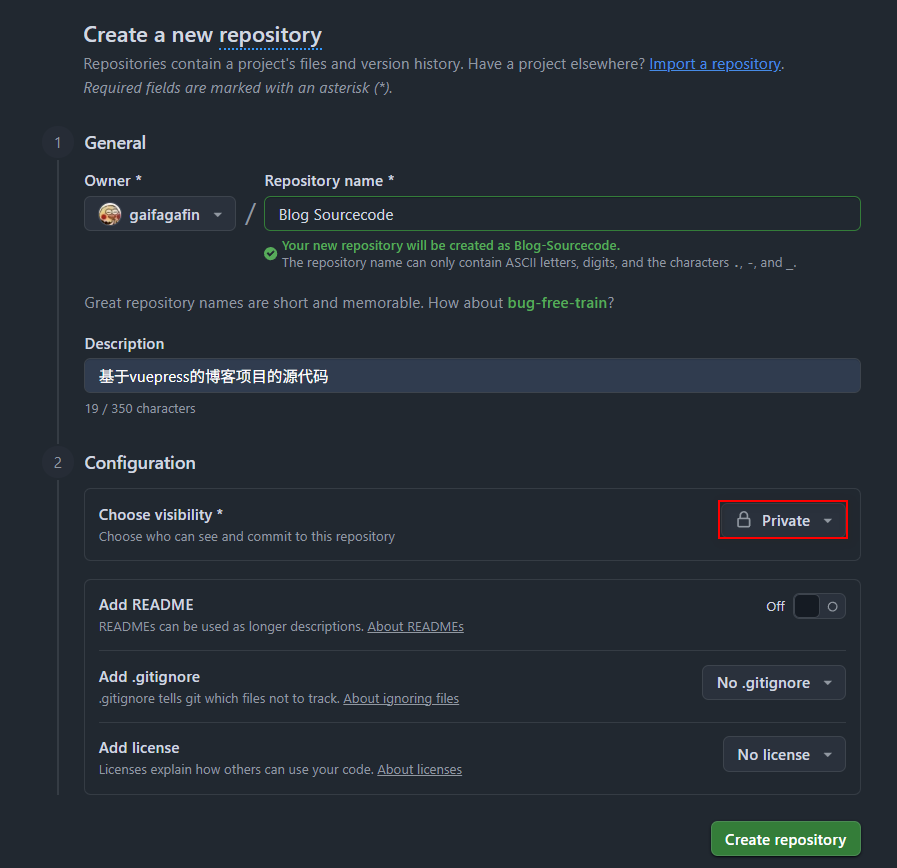 Create a new repository
Repositories contain a project's files and version history. Have a project elsewhere? Import a repository.
Required fields are marked with an asterisk (*).
1
General
Owner *
Repository name *
gaifagafin
/
Blog Sourcecode
Your new repository will be created as Blog-Sourcecode.
The repository name can only contain ASCII letters, digits, and the characters ., -, and _.
Great repository names are short and memorable. How about bug-free-train?
Description
基于vuepress的博客项目的源代码
19 / 350 characters
2
Configuration
Choose visibility *
Choose who can see and commit to this repository
Private
Add README
READMEs can be used as longer descriptions. About READMEs
Off
Add .gitignore
.gitignore tells git which files not to track. About ignoring files
No .gitignore
Add license
Licenses explain how others can use your code. About licenses
No license
Create repository